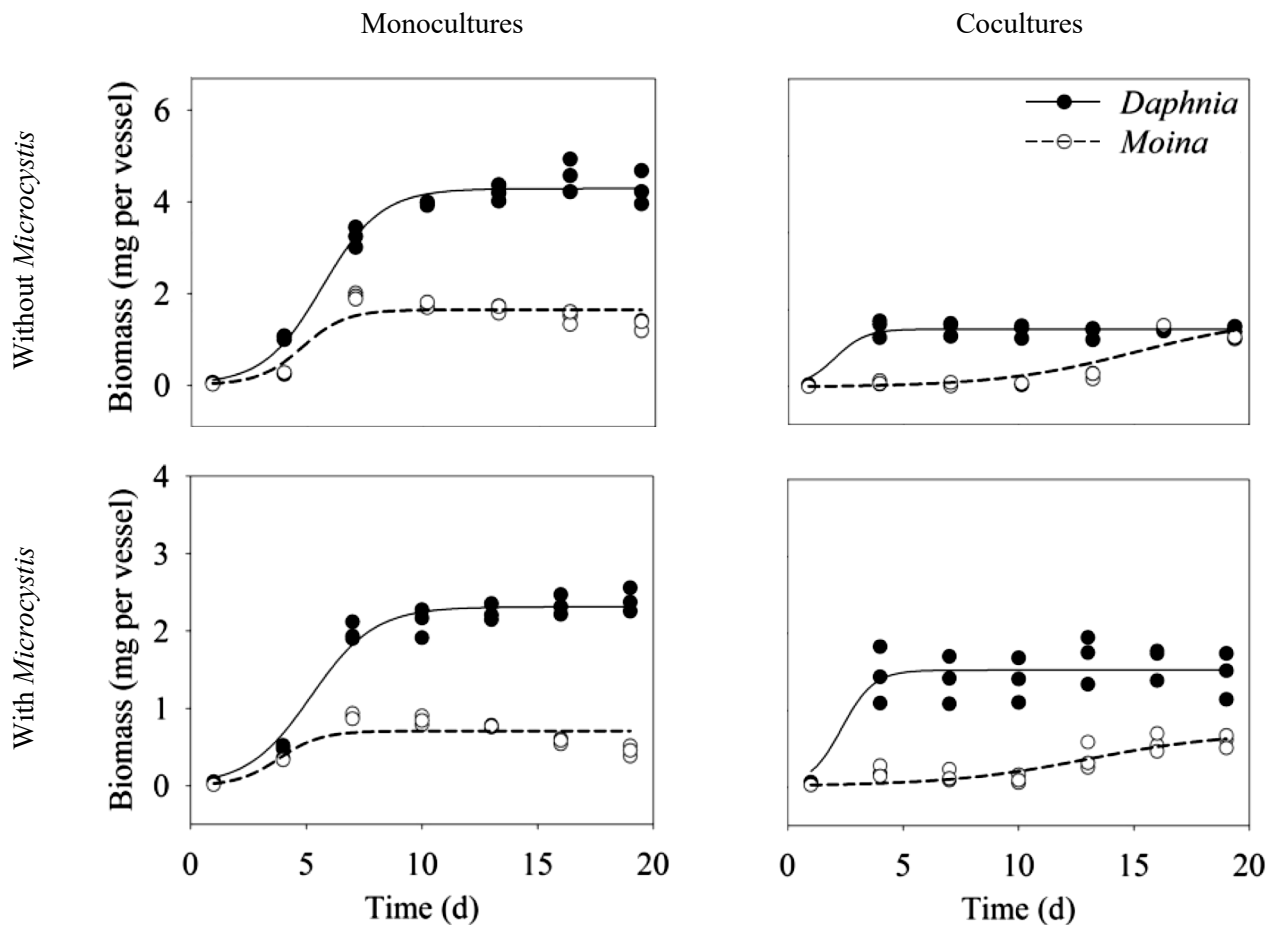 Monocultures
Cocultures
Without Microcystis
Biomass (mg per vessel)
6
4
2
0
Daphnia
Moina
With Microcystis
Biomass (mg per vessel)
4
3
2
1
0
0 5 10 15 20
Time (d)
0 5 10 15 20
Time (d)